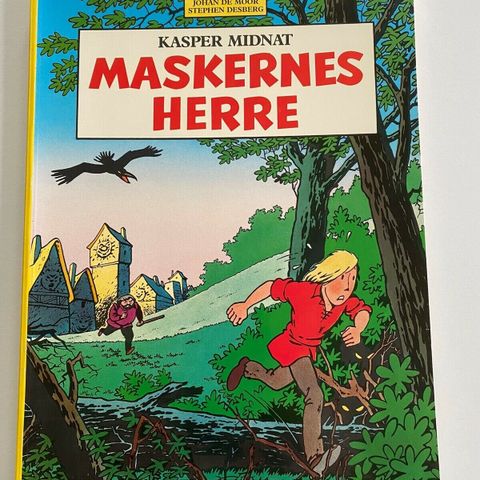 JOHAN DE MOOR
STEPHEN DESBERG
KASPER MIDNAT
MASKERNES
HERRE